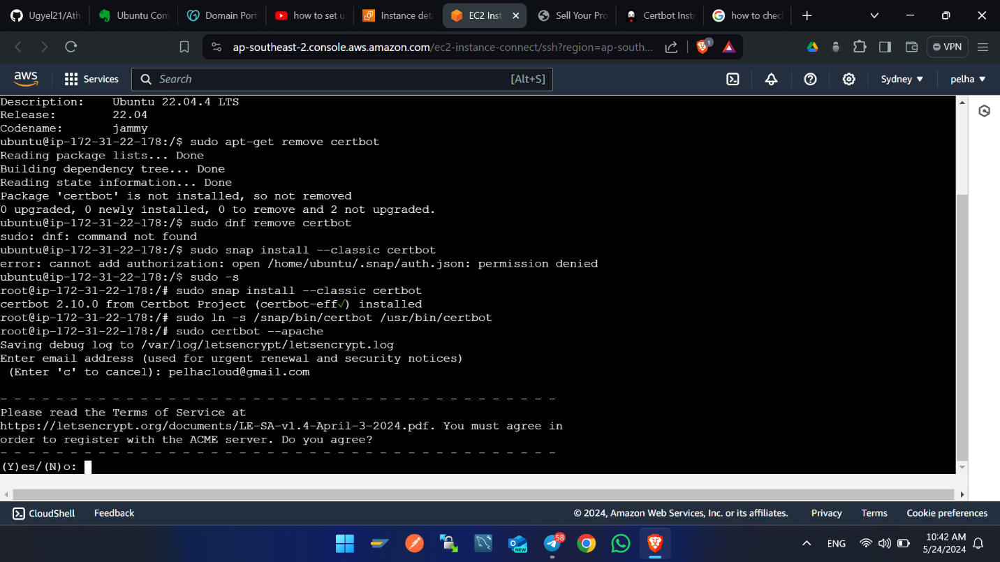 Ugyel21/Ath
Ubuntu Com
Domain Port
how to set u
Instance deta
EC2 Inst
Sell Your Pro
Certbot Instr
how to check
ap-southeast-2.console.aws.amazon.com/ec2-instance-connect/ssh?region=ap-south...
1
VPN
aws
Services
Search
[Alt+S]
Sydney
pelha
Description:    Ubuntu 22.04.4 LTS
Release:        22.04
Codename:       jammy
ubuntu@ip-172-31-22-178:/$ sudo apt-get remove certbot
Reading package lists... Done
Building dependency tree... Done
Reading state information... Done
Package 'certbot' is not installed, so not removed
0 upgraded, 0 newly installed, 0 to remove and 2 not upgraded.
ubuntu@ip-172-31-22-178:/$ sudo dnf remove certbot
sudo: dnf: command not found
ubuntu@ip-172-31-22-178:/$ sudo snap install --classic certbot
error: cannot add authorization: open /home/ubuntu/.snap/auth.json: permission denied
ubuntu@ip-172-31-22-178:/$ sudo -s
root@ip-172-31-22-178:/# sudo snap install --classic certbot
certbot 2.10.0 from Certbot Project (certbot-eff✓) installed
root@ip-172-31-22-178:/# sudo ln -s /snap/bin/certbot /usr/bin/certbot
root@ip-172-31-22-178:/# sudo certbot --apache
Saving debug log to /var/log/letsencrypt/letsencrypt.log
Enter email address (used for urgent renewal and security notices)
 (Enter 'c' to cancel): pelhacloud@gmail.com
- - - - - - - - - - - - - - - - - - - - - - - - - - - - - - - - - - - - - - - -
Please read the Terms of Service at
https://letsencrypt.org/documents/LE-SA-v1.4-April-3-2024.pdf. You must agree in
order to register with the ACME server. Do you agree?
- - - - - - - - - - - - - - - - - - - - - - - - - - - - - - - - - - - - - - - -
(Y)es/(N)o:
CloudShell
Feedback
© 2024, Amazon Web Services, Inc. or its affiliates.
Privacy
Terms
Cookie preferences
NEW
58
ENG
10:42 AM
5/24/2024